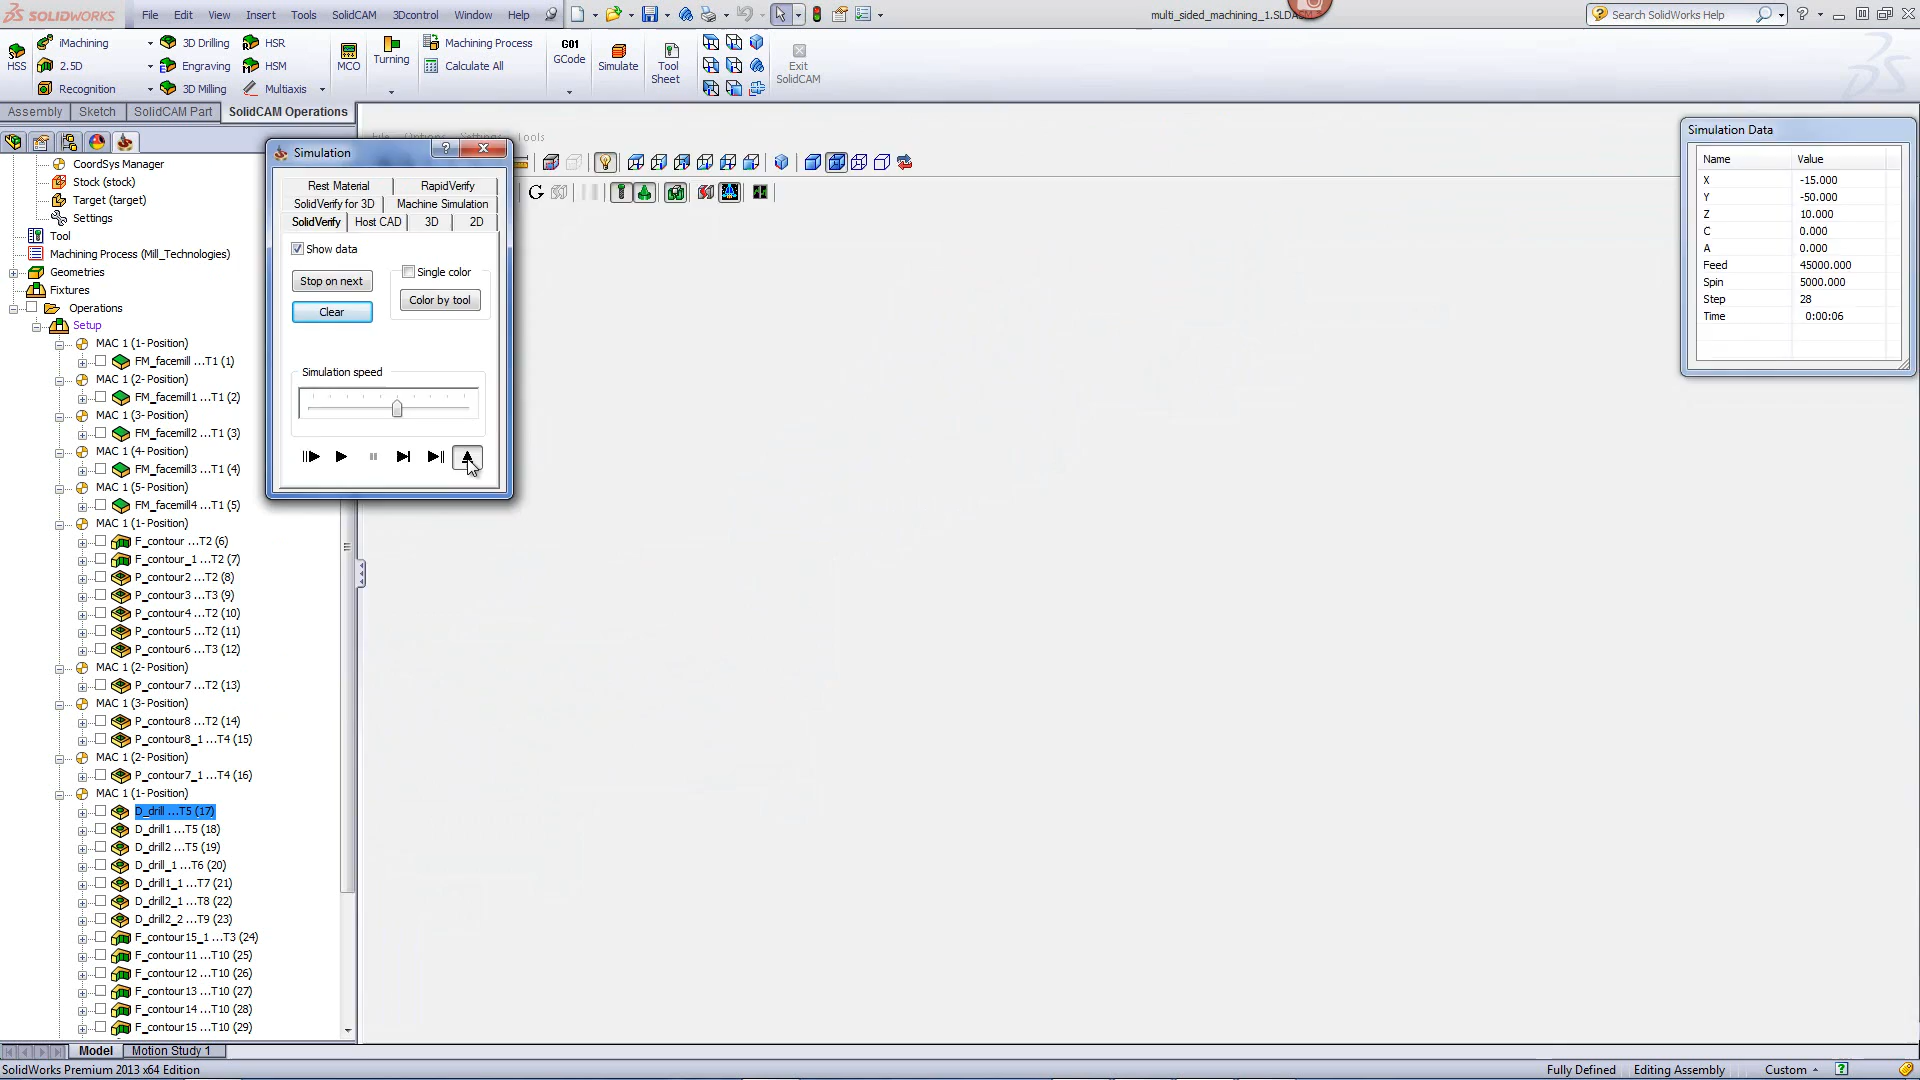 SOLIDWORKS File Edit View Insert Tools SolidCAM 3Dcontrol Window Help multi_sided_machining_1.SLDA Search SolidWorks Help
HSS iMachining 2.5D Recognition 3D Drilling Engraving 3D Milling HSR HSM Multiaxis MCO Turning Machining Process Calculate All G01 GCode Simulate Tool Sheet Exit SolidCAM
Assembly Sketch SolidCAM Part SolidCAM Operations
File Options Settings Tools
CoordSys Manager
Stock (stock)
Target (target)
Settings
Tool
Machining Process (Mill_Technologies)
Geometries
Fixtures
Operations
Setup
MAC 1 (1- Position)
FM_facemill ...T1 (1)
MAC 1 (2- Position)
FM_facemill1 ...T1 (2)
MAC 1 (3- Position)
FM_facemill2 ...T1 (3)
MAC 1 (4- Position)
FM_facemill3 ...T1 (4)
MAC 1 (5- Position)
FM_facemill4 ...T1 (5)
MAC 1 (1- Position)
F_contour ...T2 (6)
F_contour_1 ...T2 (7)
P_contour2 ...T2 (8)
P_contour3 ...T3 (9)
P_contour4 ...T2 (10)
P_contour5 ...T2 (11)
P_contour6 ...T3 (12)
MAC 1 (2- Position)
P_contour7 ...T2 (13)
MAC 1 (3- Position)
P_contour8 ...T2 (14)
P_contour8_1 ...T4 (15)
MAC 1 (2- Position)
P_contour7_1 ...T4 (16)
MAC 1 (1- Position)
D_drill ...T5 (17)
D_drill1 ...T5 (18)
D_drill2 ...T5 (19)
D_drill_1 ...T6 (20)
D_drill1_1 ...T7 (21)
D_drill2_1 ...T8 (22)
D_drill2_2 ...T9 (23)
F_contour15_1 ...T3 (24)
F_contour11 ...T10 (25)
F_contour12 ...T10 (26)
F_contour13 ...T10 (27)
F_contour14 ...T10 (28)
F_contour15 ...T10 (29)
Simulation
Rest Material RapidVerify
SolidVerify for 3D Machine Simulation
SolidVerify Host CAD 3D 2D
Show data
Stop on next Single color
Clear Color by tool
Simulation speed
Simulation Data
Name Value
X -15.000
Y -50.000
Z 10.000
C 0.000
A 0.000
Feed 45000.000
Spin 5000.000
Step 28
Time 0:00:06
Model Motion Study 1
SolidWorks Premium 2013 x64 Edition Fully Defined Editing Assembly Custom